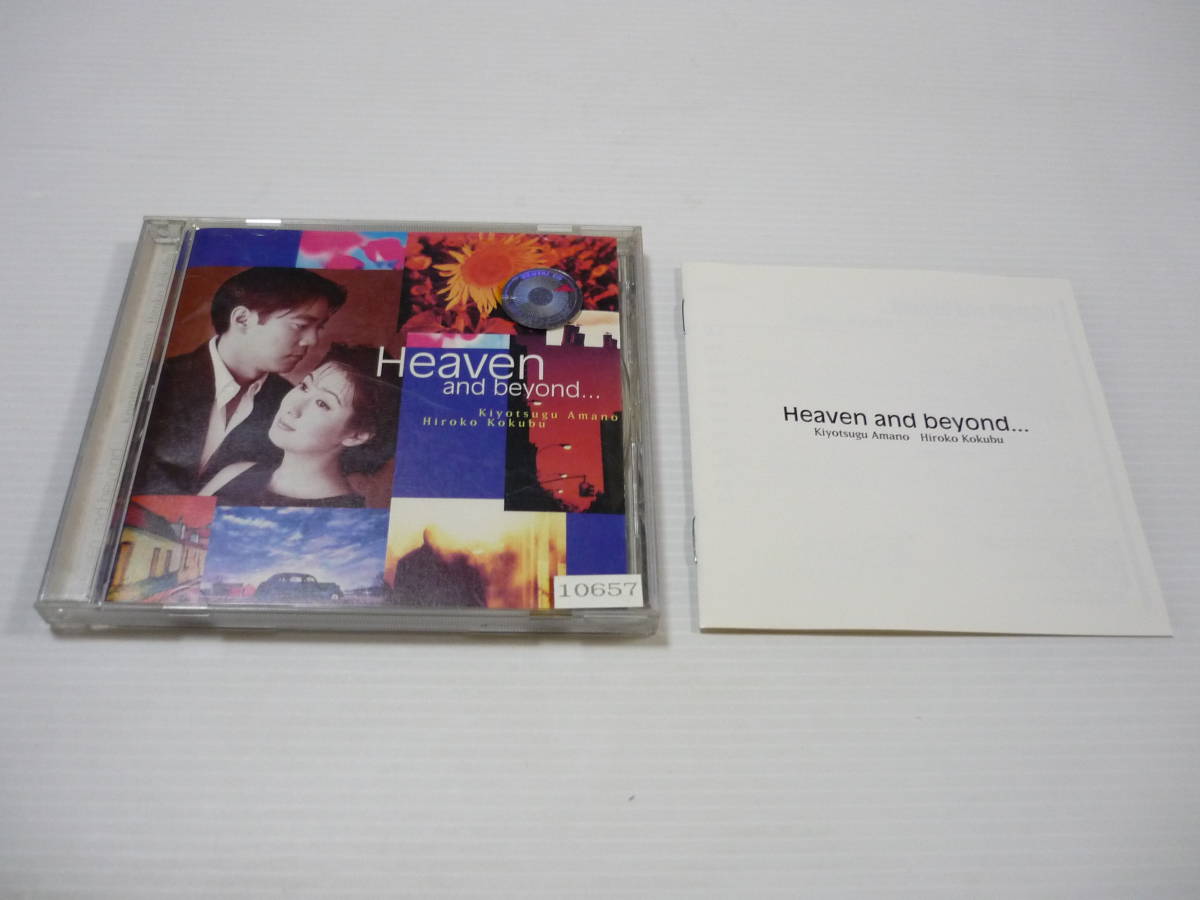 Heaven
and beyond...
Kiyotsugu Amano
Hiroko Kokubu
10657
Heaven and beyond...
Kiyotsugu Amano Hiroko Kokubu